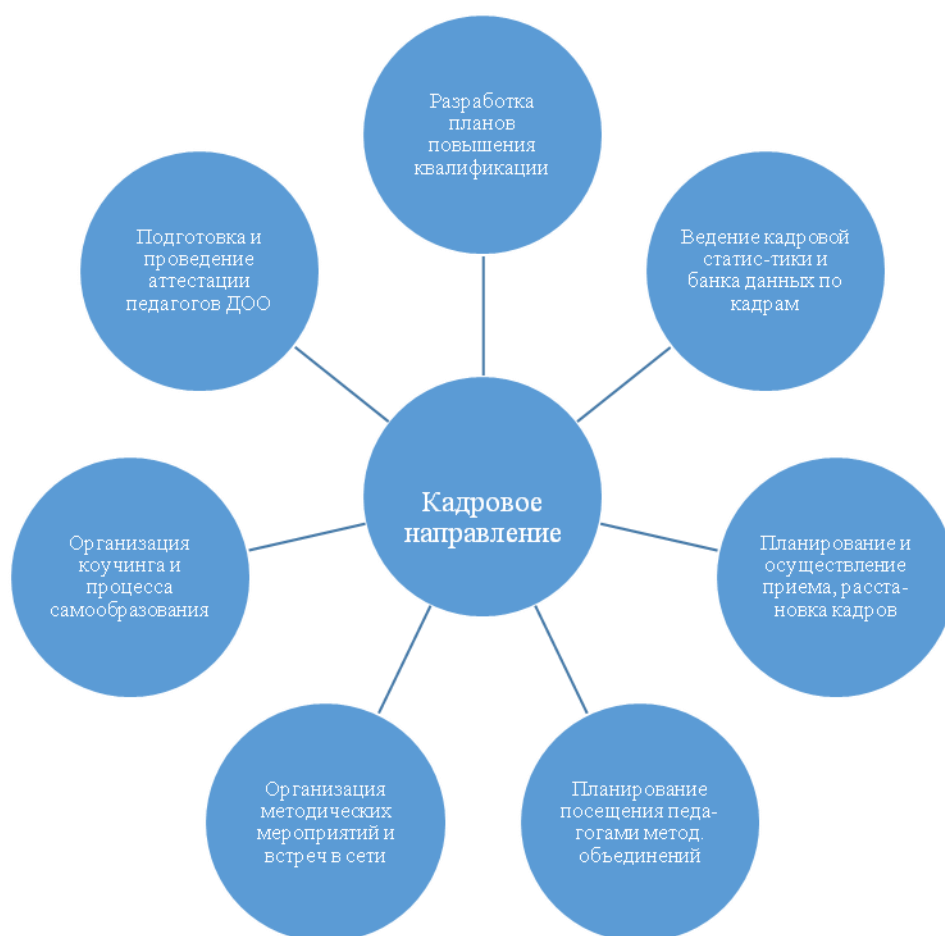 Разработка
планов
повышения
квалификации
Ведение кадровой
статис-тики и
банка данных по
кадрам
Планирование и
осуществление
приема, расста-
новка кадров
Планирование
посещения педа-
гогами метод.
объединений
Организация
методических
мероприятий и
встреч в сети
Организация
коучинга и
процесса
самообразования
Подготовка и
проведение
аттестации
педагогов ДОО
Кадровое
направление